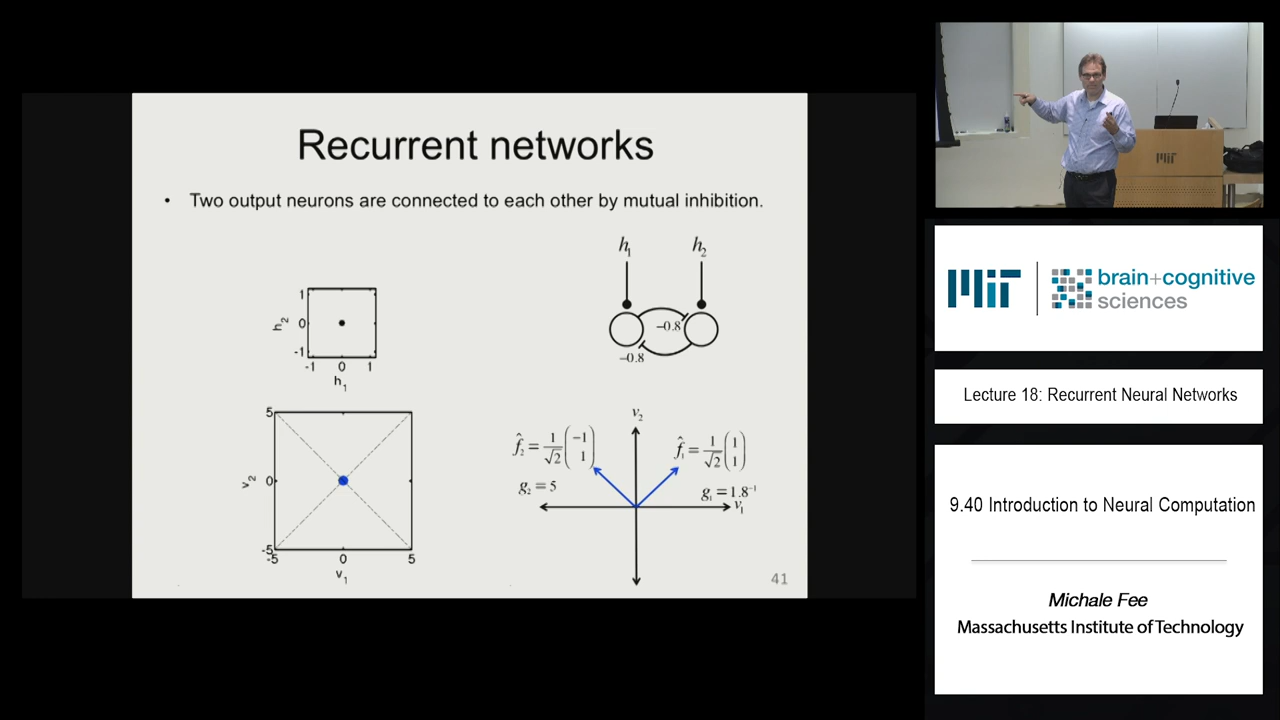 Recurrent networks
• Two output neurons are connected to each other by mutual inhibition.
h₁ h₂
−0.8
−0.8
1
0
-1
h₂
-1 0 1
h₁
5
0
-5
v₂
-5 0 5
v₁
v₂
f̂₂ = 1/√2 (−1 1)
g₂ = 5
f̂₁ = 1/√2 (1 1)
g₁ = 1.8⁻¹
v₁
41
MIT
MIT
brain+cognitive
sciences
Lecture 18: Recurrent Neural Networks
9.40 Introduction to Neural Computation
Michale Fee
Massachusetts Institute of Technology